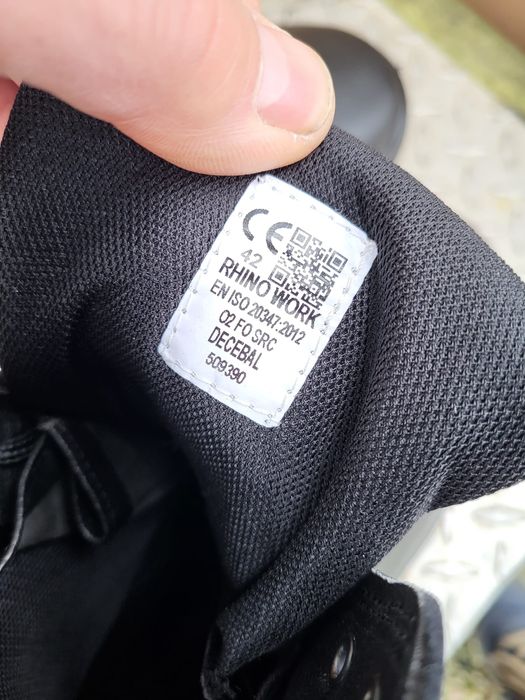 CE
42
RHINO WORK
EN ISO 20347:2012
O2 FO SRC
DECEBAL
509390